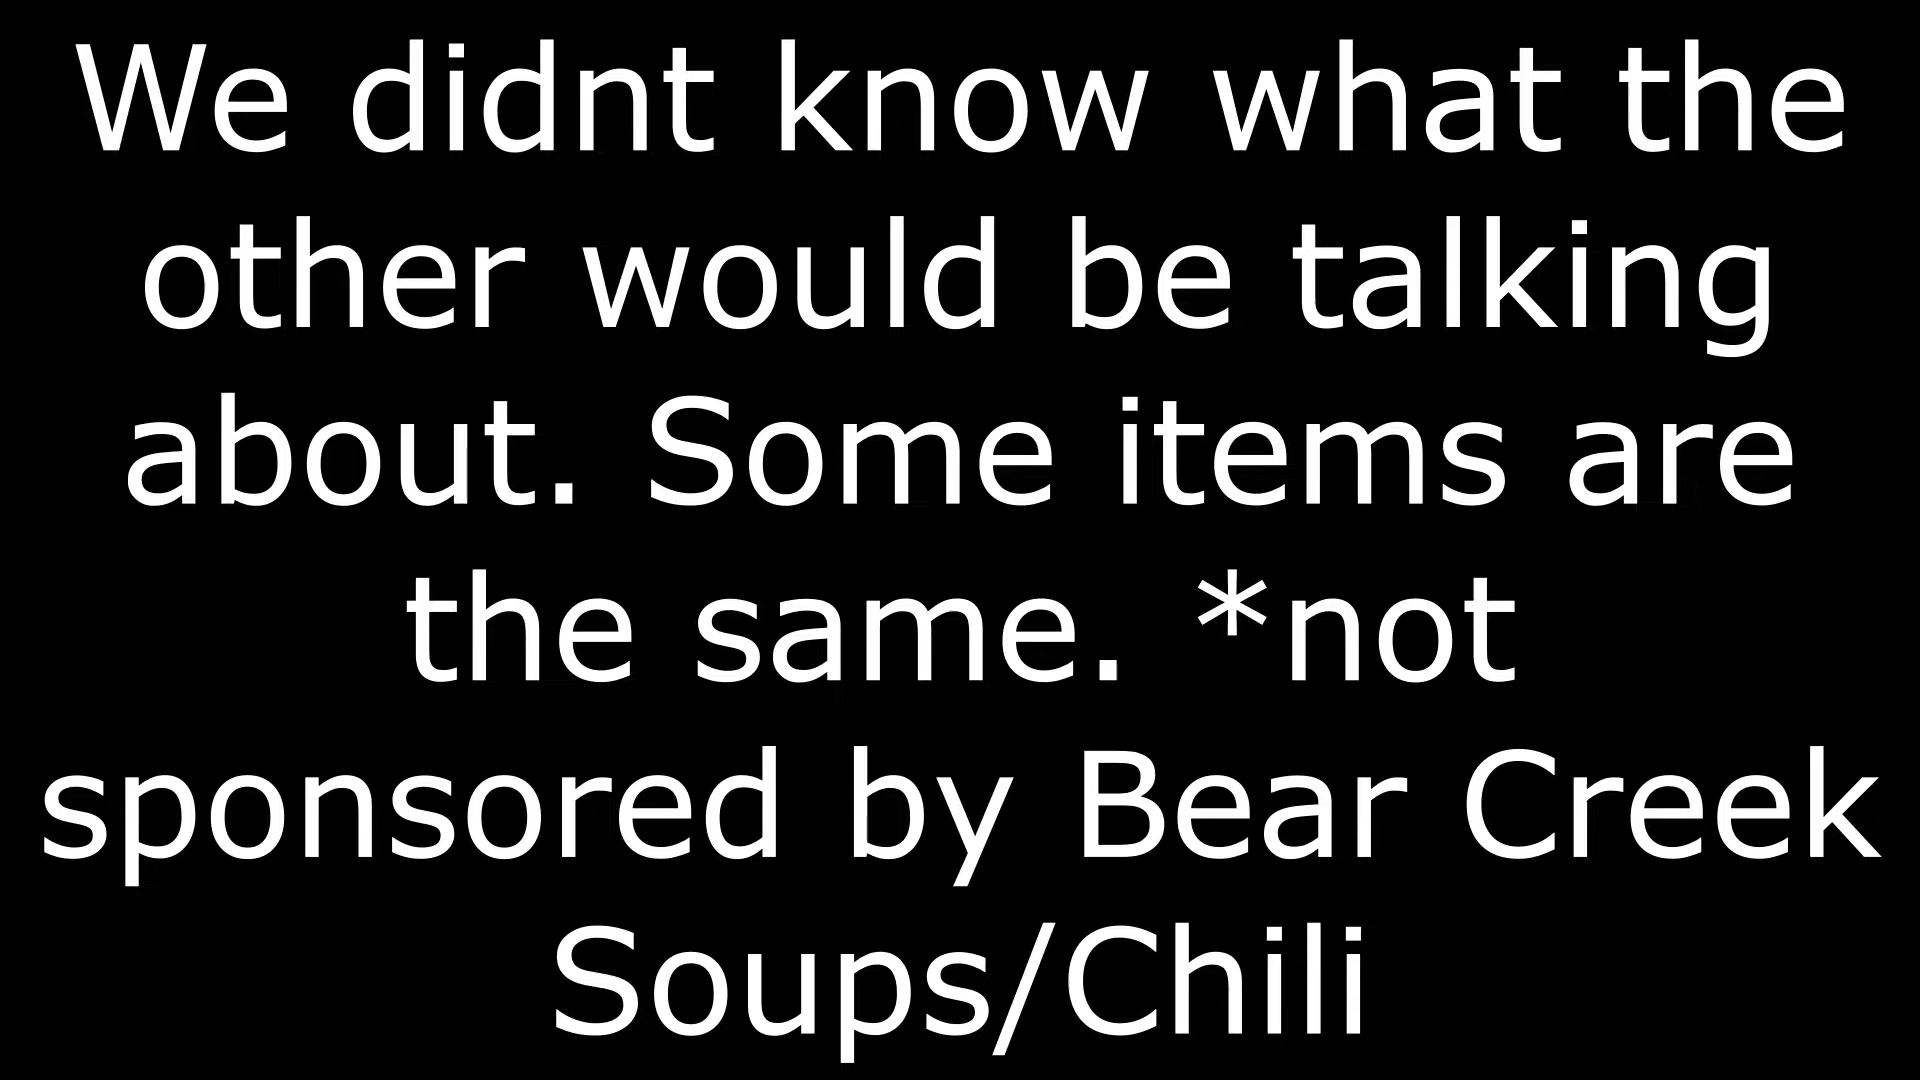 We didnt know what the
other would be talking
about. Some items are
the same. *not
sponsored by Bear Creek
Soups/Chili